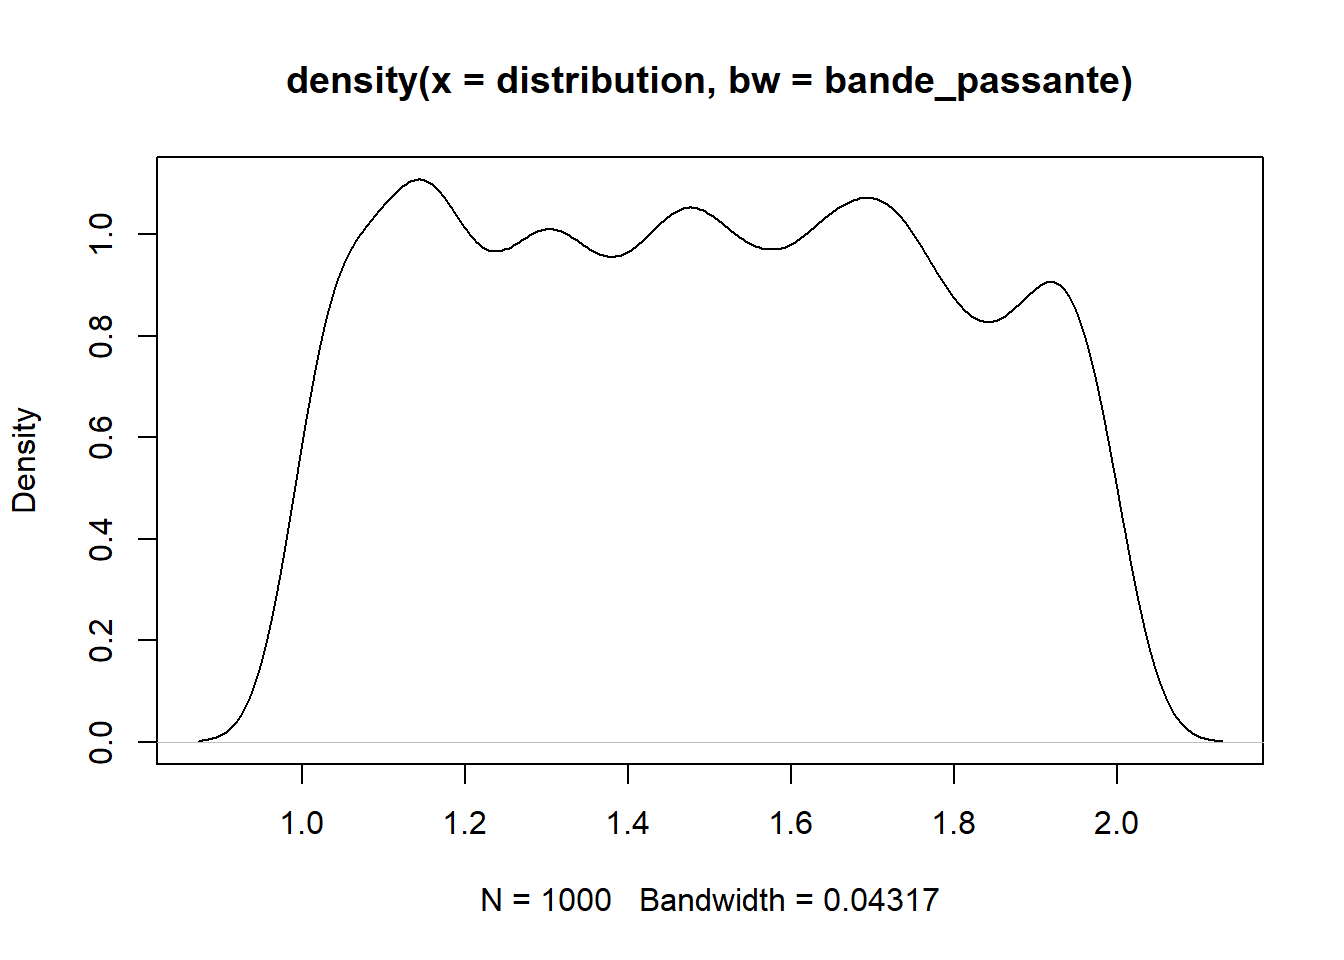 density(x = distribution, bw = bande_passante)
Density
1.0
0.8
0.6
0.4
0.2
0.0
1.0 1.2 1.4 1.6 1.8 2.0
N = 1000 Bandwidth = 0.04317